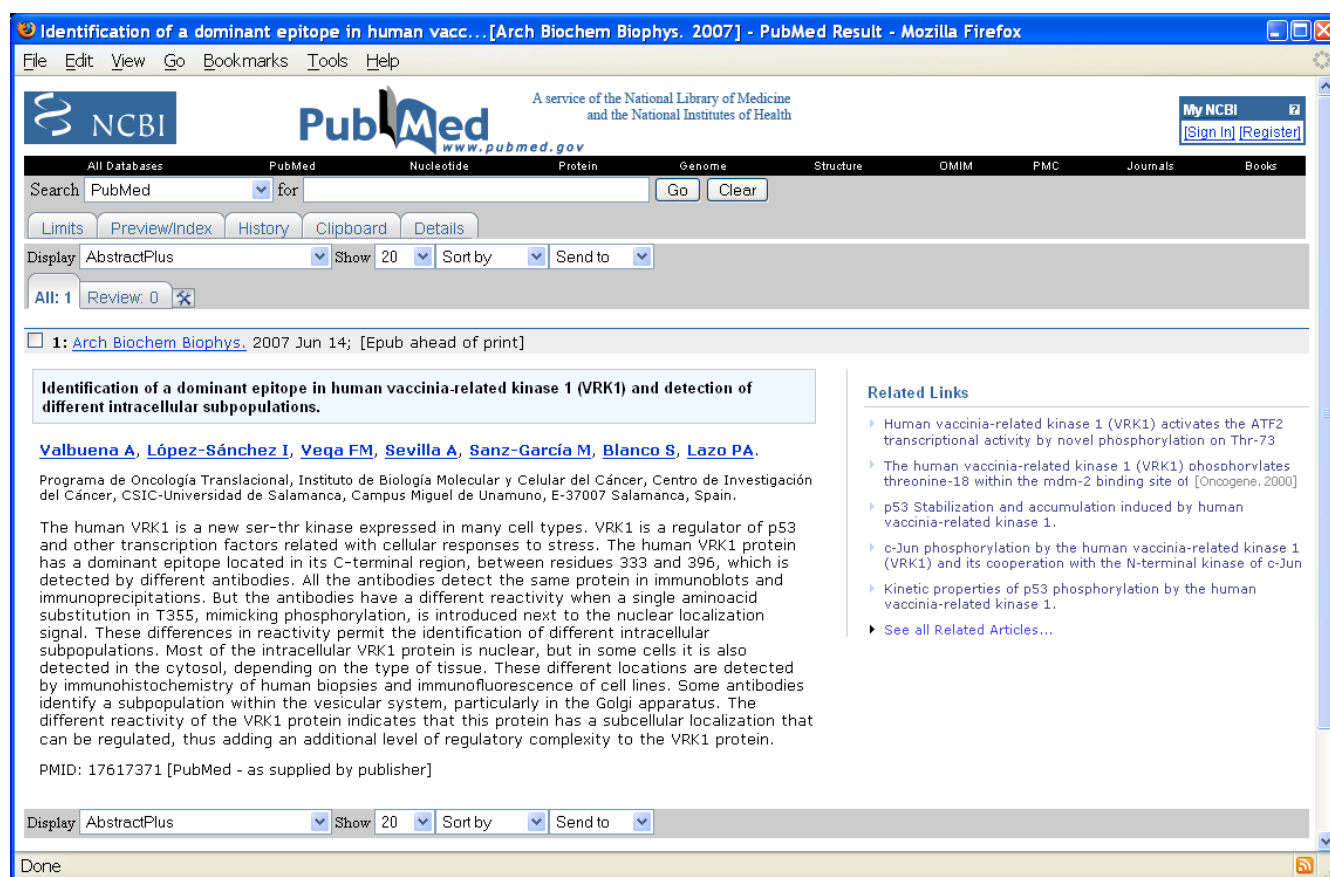 Identification of a dominant epitope in human vacc...[Arch Biochem Biophys. 2007] - PubMed Result - Mozilla Firefox
File Edit View Go Bookmarks Tools Help
NCBI
PubMed
www.pubmed.gov
A service of the National Library of Medicine
and the National Institutes of Health
My NCBI ?
[Sign In] [Register]
All Databases PubMed Nucleotide Protein Genome Structure OMIM PMC Journals Books
Search PubMed for Go Clear
Limits Preview/Index History Clipboard Details
Display AbstractPlus Show 20 Sort by Send to
All: 1 Review: 0
1: Arch Biochem Biophys. 2007 Jun 14; [Epub ahead of print]
Identification of a dominant epitope in human vaccinia-related kinase 1 (VRK1) and detection of
different intracellular subpopulations.
Valbuena A, López-Sánchez I, Vega FM, Sevilla A, Sanz-García M, Blanco S, Lazo PA.
Programa de Oncología Translacional, Instituto de Biología Molecular y Celular del Cáncer, Centro de Investigación
del Cáncer, CSIC-Universidad de Salamanca, Campus Miguel de Unamuno, E-37007 Salamanca, Spain.
The human VRK1 is a new ser-thr kinase expressed in many cell types. VRK1 is a regulator of p53
and other transcription factors related with cellular responses to stress. The human VRK1 protein
has a dominant epitope located in its C-terminal region, between residues 333 and 396, which is
detected by different antibodies. All the antibodies detect the same protein in immunoblots and
immunoprecipitations. But the antibodies have a different reactivity when a single aminoacid
substitution in T355, mimicking phosphorylation, is introduced next to the nuclear localization
signal. These differences in reactivity permit the identification of different intracellular
subpopulations. Most of the intracellular VRK1 protein is nuclear, but in some cells it is also
detected in the cytosol, depending on the type of tissue. These different locations are detected
by immunohistochemistry of human biopsies and immunofluorescence of cell lines. Some antibodies
identify a subpopulation within the vesicular system, particularly in the Golgi apparatus. The
different reactivity of the VRK1 protein indicates that this protein has a subcellular localization that
can be regulated, thus adding an additional level of regulatory complexity to the VRK1 protein.
PMID: 17617371 [PubMed - as supplied by publisher]
Related Links
Human vaccinia-related kinase 1 (VRK1) activates the ATF2
transcriptional activity by novel phosphorylation on Thr-73
The human vaccinia-related kinase 1 (VRK1) phosphorylates
threonine-18 within the mdm-2 binding site of [Oncogene. 2000]
p53 Stabilization and accumulation induced by human
vaccinia-related kinase 1.
c-Jun phosphorylation by the human vaccinia-related kinase 1
(VRK1) and its cooperation with the N-terminal kinase of c-Jun
Kinetic properties of p53 phosphorylation by the human
vaccinia-related kinase 1.
See all Related Articles...
Display AbstractPlus Show 20 Sort by Send to
Done